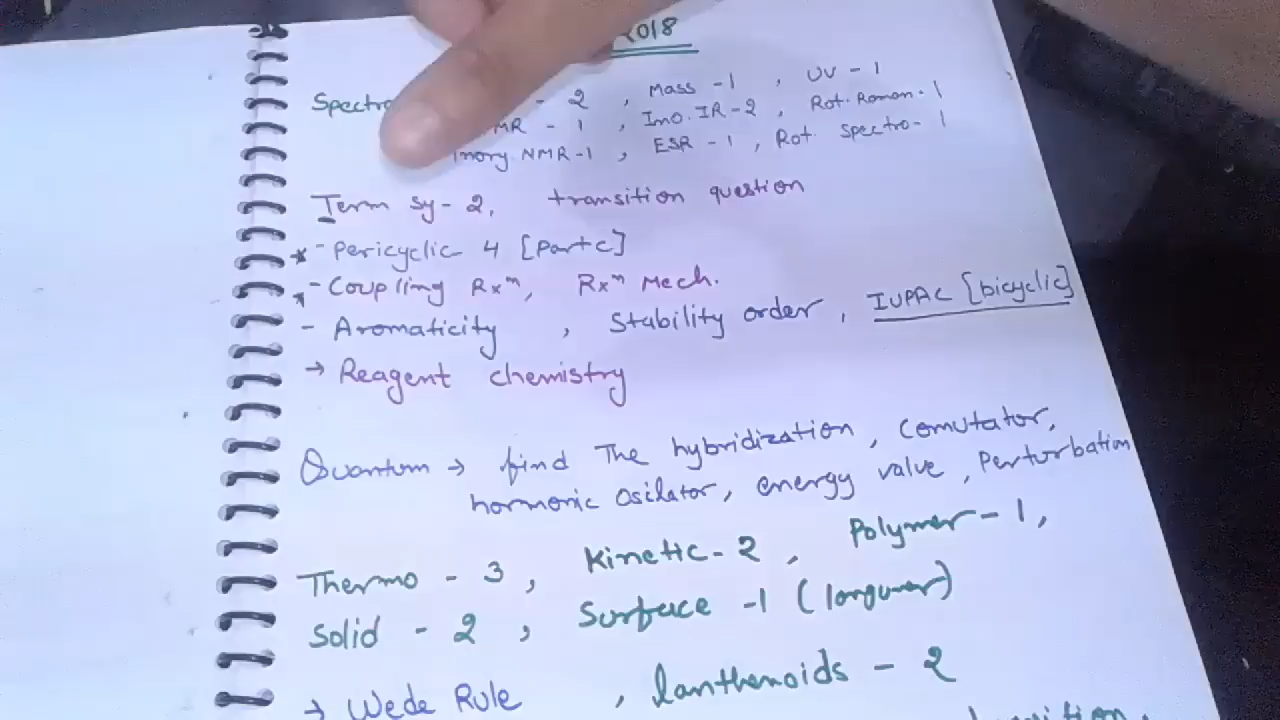 2018
Spectro - 2 , Mass - 1 , UV - 1
MR - 1 , Ino. IR - 2 , Rot. Roman. 1
Inorg. NMR - 1 , ESR - 1 , Rot. Spectro - 1
Term Sy - 2, transition question
* - Pericyclic 4 [Part C]
* - Coupling Rxⁿ, Rxⁿ Mech.
- Aromaticity , Stability order , IUPAC [bicyclic]
→ Reagent chemistry
Quantum → find The hybridization , Comutator,
hormonic Osilator, energy value , Perturbation
Thermo - 3 , Kinetic - 2 , Polymer - 1 ,
Solid - 2 , Surface - 1 (longumar)
→ Wede Rule , lanthenoids - 2